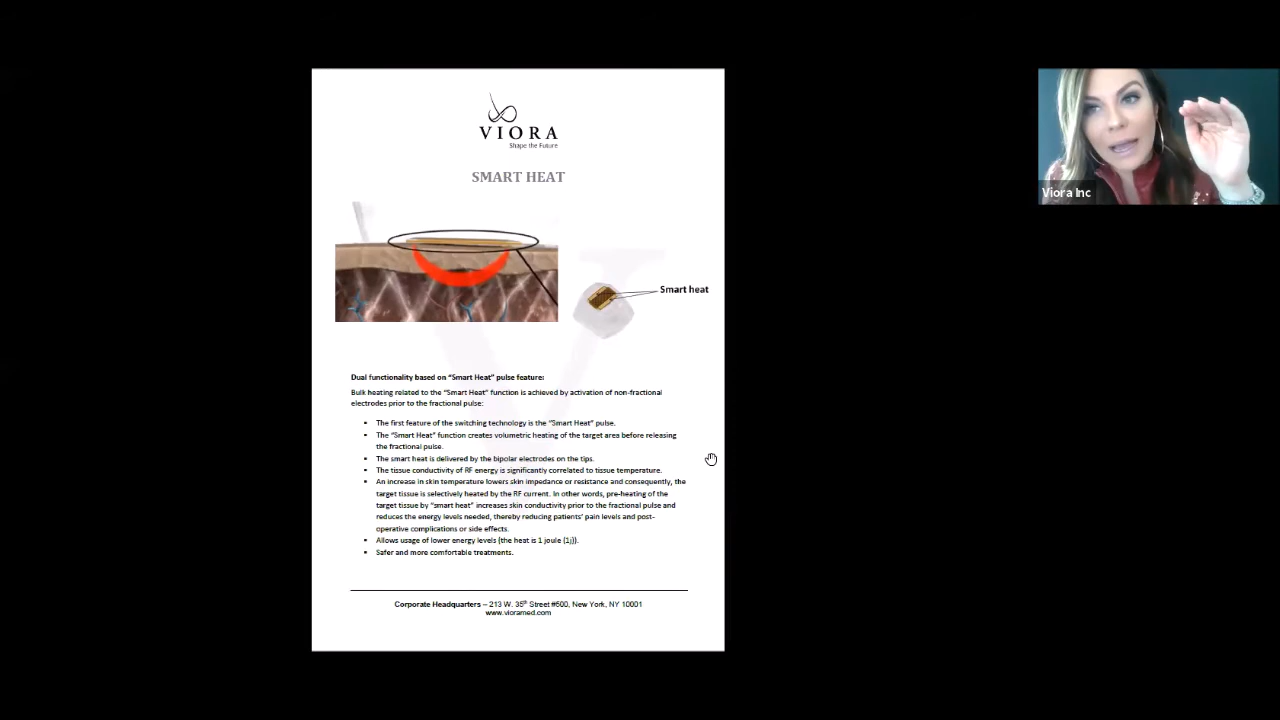 VIORA
Shape the Future
SMART HEAT
Viora Inc
Smart heat
Dual functionality based on “Smart Heat” pulse feature:
Bulk heating related to the “Smart Heat” function is achieved by activation of non-fractional
electrodes prior to the fractional pulse:
▪ The first feature of the switching technology is the “Smart Heat” pulse.
▪ The “Smart Heat” function creates volumetric heating of the target area before releasing
the fractional pulse.
▪ The smart heat is delivered by the bipolar electrodes on the tips.
▪ The tissue conductivity of RF energy is significantly correlated to tissue temperature.
▪ An increase in skin temperature lowers skin impedance or resistance and consequently, the
target tissue is selectively heated by the RF current. In other words, pre-heating of the
target tissue by “smart heat” increases skin conductivity prior to the fractional pulse and
reduces the energy levels needed, thereby reducing patients’ pain levels and post-
operative complications or side effects.
▪ Allows usage of lower energy levels (the heat is 1 joule (1j)).
▪ Safer and more comfortable treatments.
Corporate Headquarters – 213 W. 35th Street #500, New York, NY 10001
www.vioramed.com